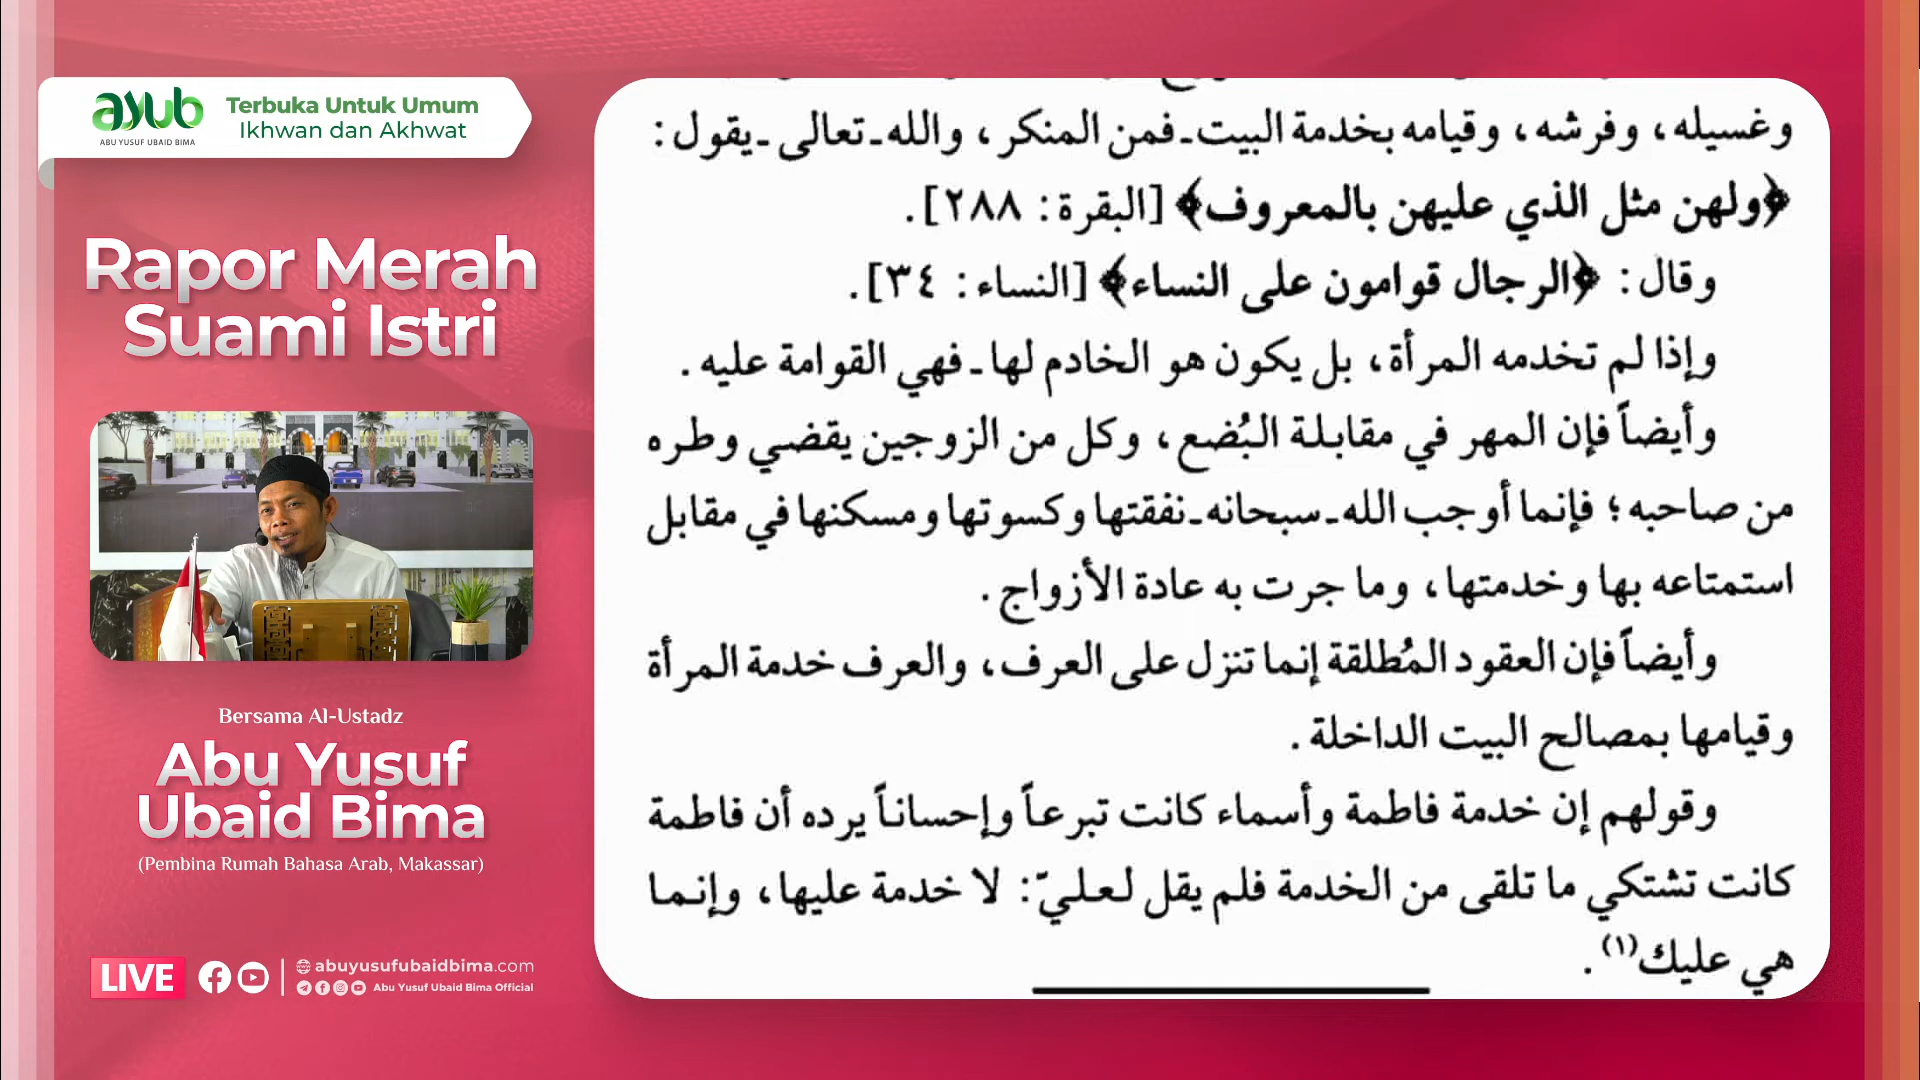 ayub
ABU YUSUF UBAID BIMA
Terbuka Untuk Umum
Ikhwan dan Akhwat
Rapor Merah
Suami Istri
Bersama Al-Ustadz
Abu Yusuf
Ubaid Bima
(Pembina Rumah Bahasa Arab, Makassar)
LIVE
abuyusufubaidbima.com
Abu Yusuf Ubaid Bima Official
وغسيله، وفرشه، وقيامه بخدمة البيت ـ فمن المنكر، والله ـ تعالى ـ يقول:
﴿ولهن مثل الذي عليهن بالمعروف﴾ [البقرة: ٢٨٨].
وقال: ﴿الرجال قوامون على النساء﴾ [النساء: ٣٤].
وإذا لم تخدمه المرأة، بل يكون هو الخادم لها ـ فهي القوامة عليه.
وأيضاً فإن المهر في مقابلة البُضع، وكل من الزوجين يقضي وطره
من صاحبه؛ فإنما أوجب الله ـ سبحانه ـ نفقتها وكسوتها ومسكنها في مقابل
استمتاعه بها وخدمتها، وما جرت به عادة الأزواج.
وأيضاً فإن العقود المُطلقة إنما تنزل على العرف، والعرف خدمة المرأة
وقيامها بمصالح البيت الداخلة.
وقولهم إن خدمة فاطمة وأسماء كانت تبرعاً وإحساناً يرده أن فاطمة
كانت تشتكي ما تلقى من الخدمة فلم يقل لعليّ: لا خدمة عليها، وإنما
هي عليك(١).